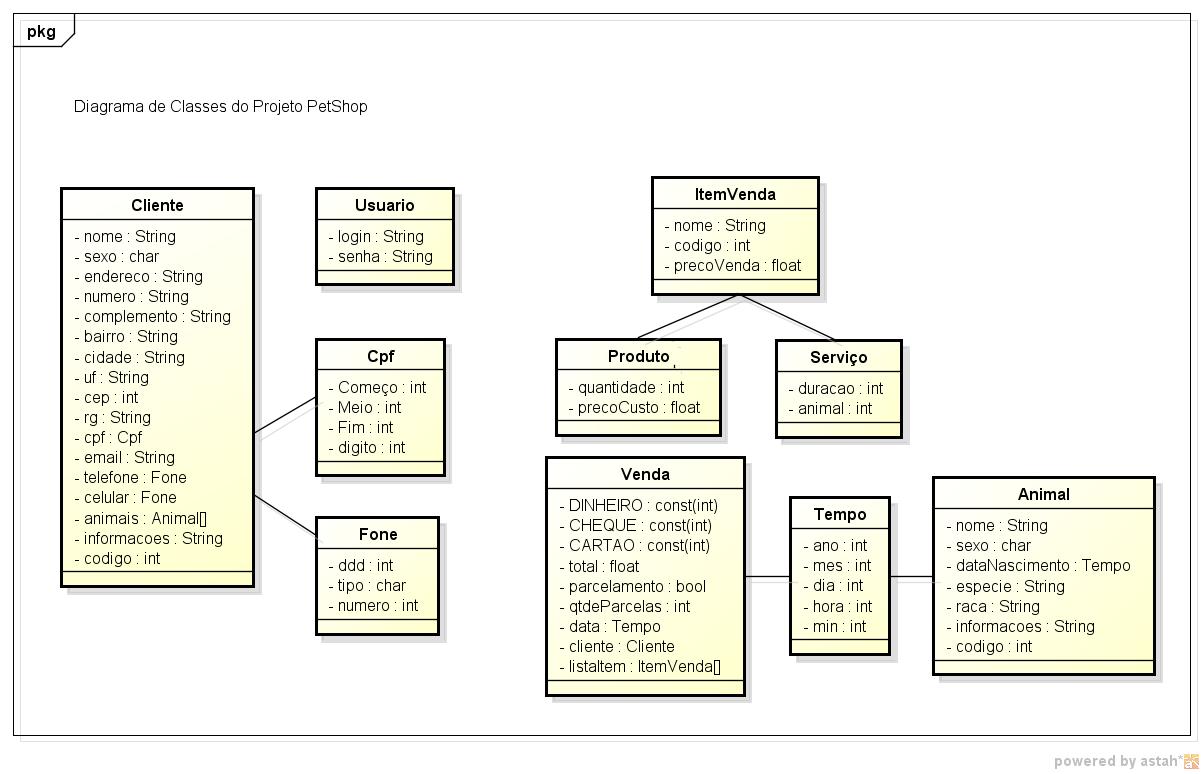 pkg
Diagrama de Classes do Projeto PetShop
Cliente
- nome : String
- sexo : char
- endereco : String
- numero : String
- complemento : String
- bairro : String
- cidade : String
- uf : String
- cep : int
- rg : String
- cpf : Cpf
- email : String
- telefone : Fone
- celular : Fone
- animais : Animal[]
- informacoes : String
- codigo : int
Usuario
- login : String
- senha : String
Cpf
- Começo : int
- Meio : int
- Fim : int
- digito : int
Fone
- ddd : int
- tipo : char
- numero : int
ItemVenda
- nome : String
- codigo : int
- precoVenda : float
Produto
- quantidade : int
- precoCusto : float
Serviço
- duracao : int
- animal : int
Venda
- DINHEIRO : const(int)
- CHEQUE : const(int)
- CARTAO : const(int)
- total : float
- parcelamento : bool
- qtdeParcelas : int
- data : Tempo
- cliente : Cliente
- listaItem : ItemVenda[]
Tempo
- ano : int
- mes : int
- dia : int
- hora : int
- min : int
Animal
- nome : String
- sexo : char
- dataNascimento : Tempo
- especie : String
- raca : String
- informacoes : String
- codigo : int
powered by astah*